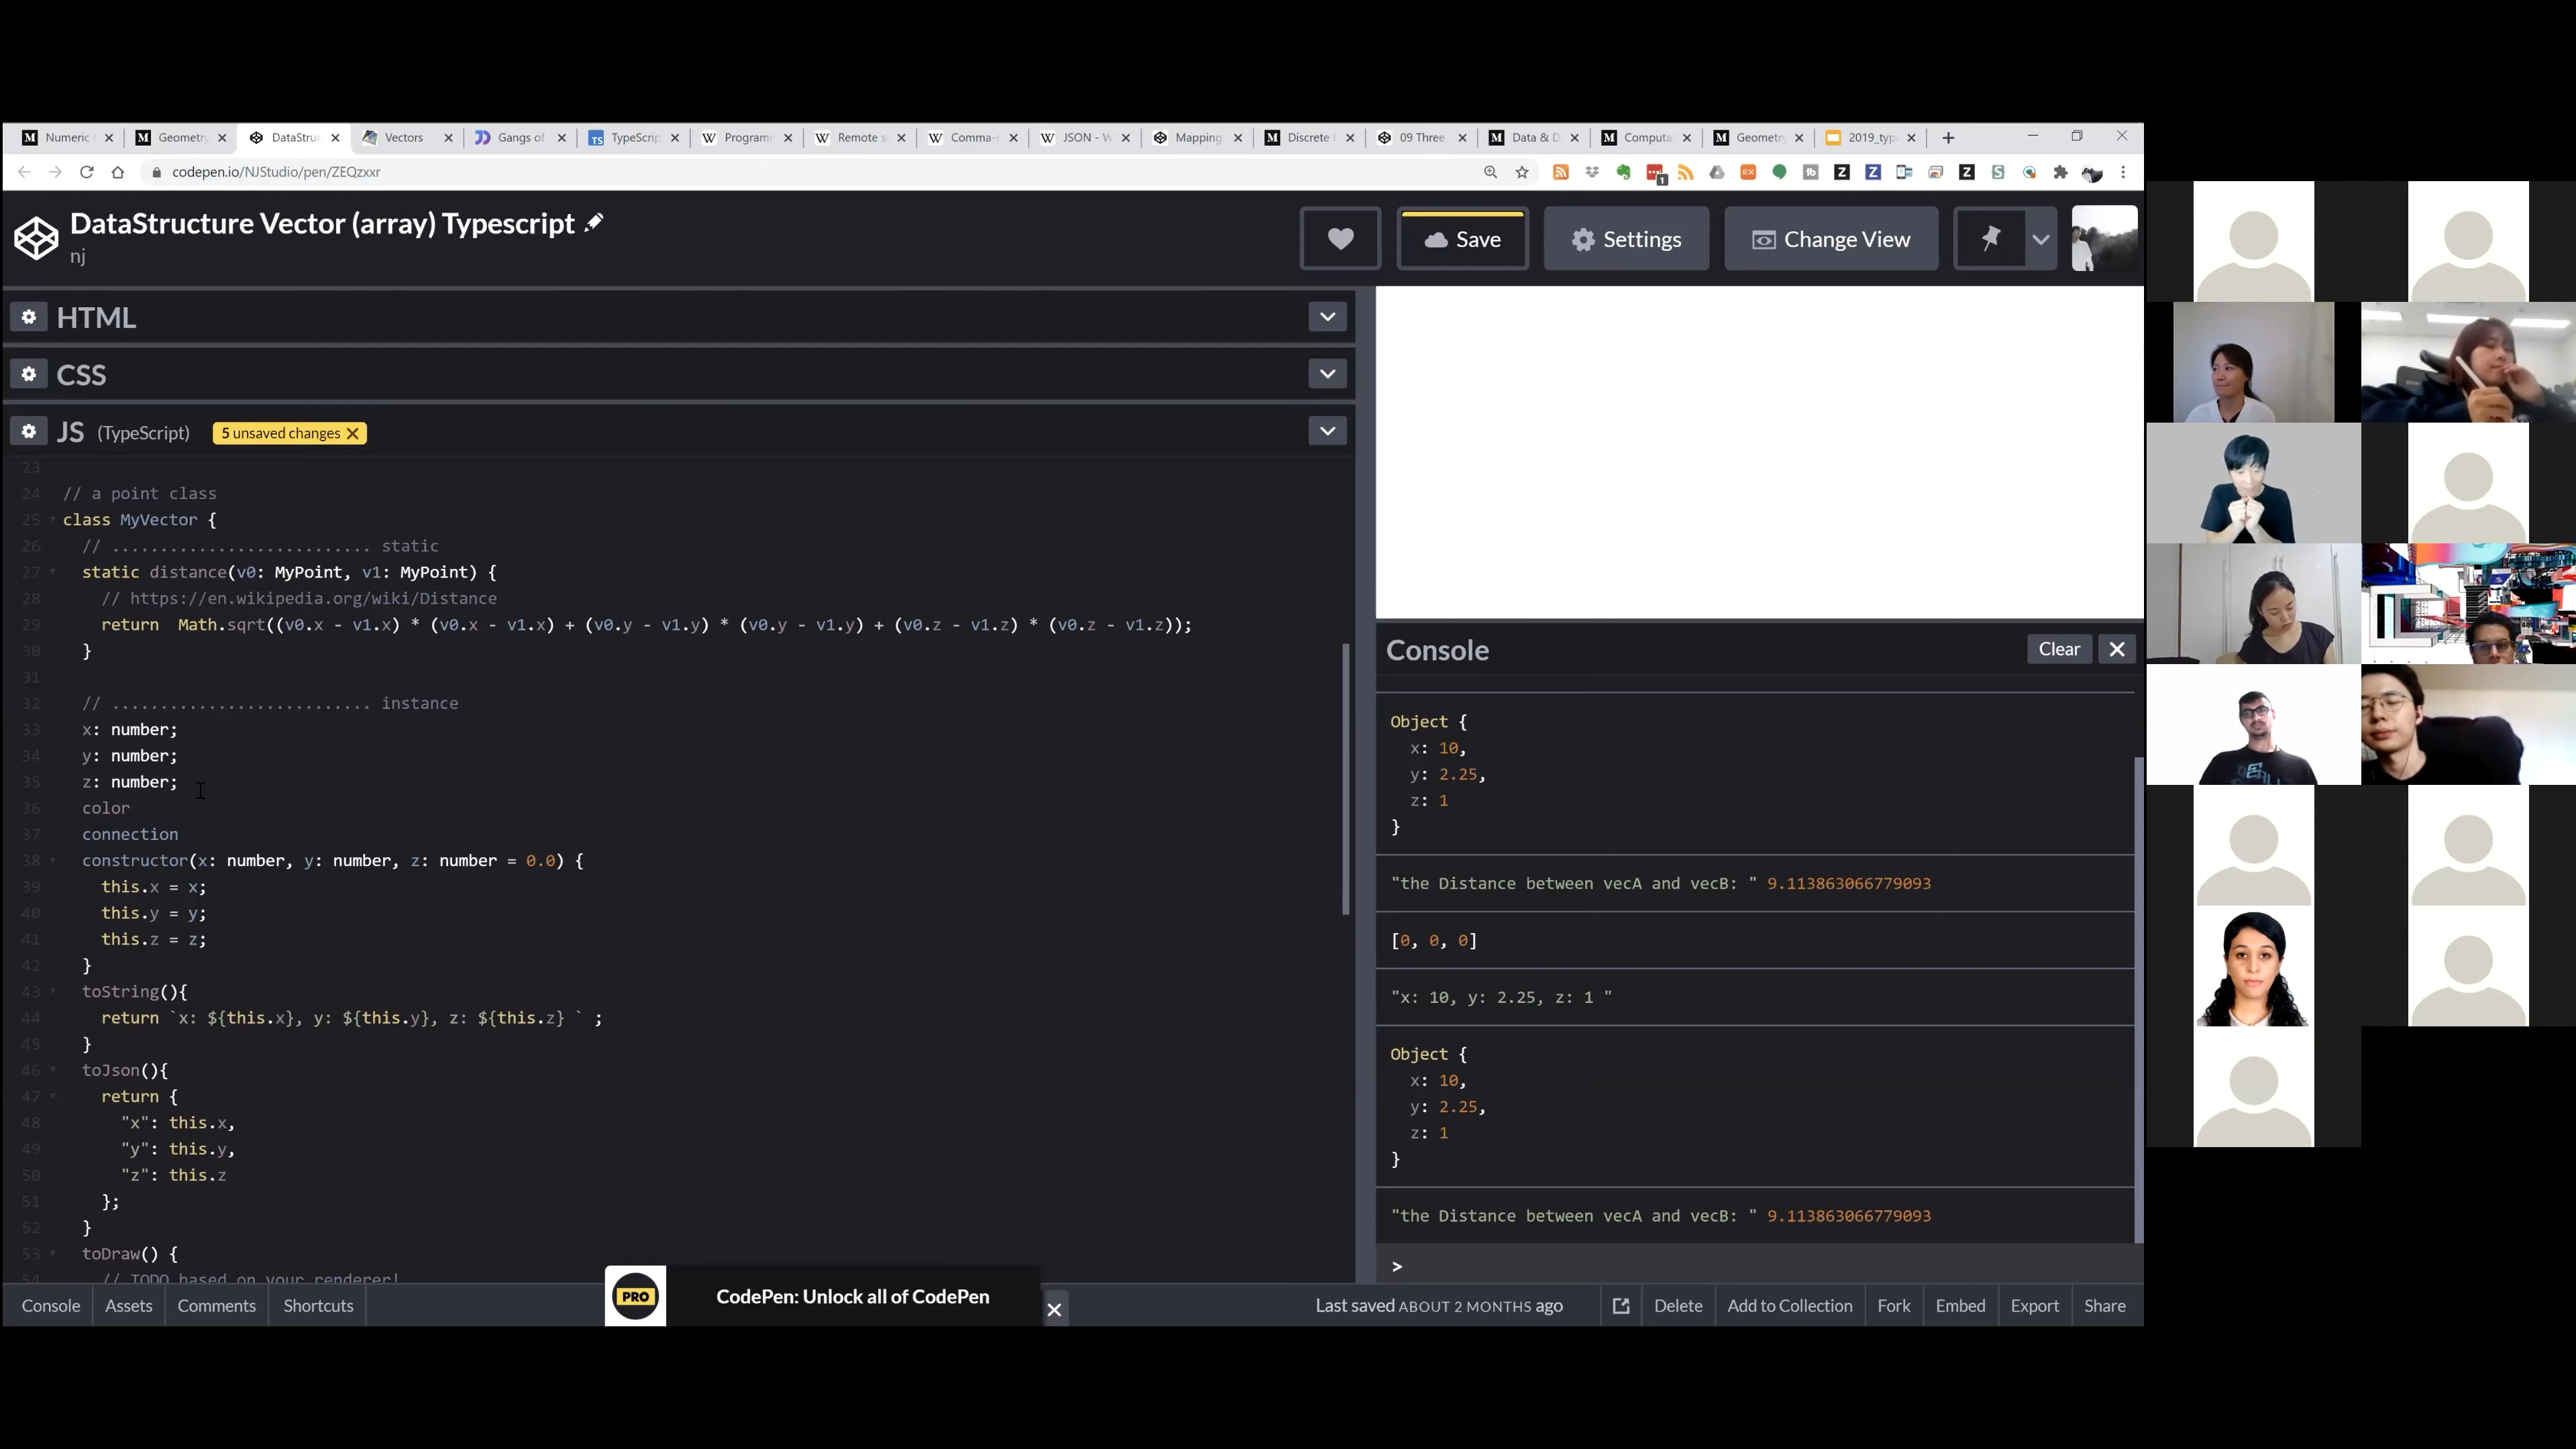 Numeric
Geometry
DataStruc
Vectors
Gangs of
TypeScrip
Programm
Remote s
Comma-s
JSON - W
Mapping
Discrete
09 Three
Data & D
Computa
Geometry
2019_typ
codepen.io/NJStudio/pen/ZEQzxxr
DataStructure Vector (array) Typescript
nj
Save
Settings
Change View
HTML
CSS
JS (TypeScript) 5 unsaved changes
23
24 // a point class
25 class MyVector {
26 // ........................... static
27 static distance(v0: MyPoint, v1: MyPoint) {
28 // https://en.wikipedia.org/wiki/Distance
29 return Math.sqrt((v0.x - v1.x) * (v0.x - v1.x) + (v0.y - v1.y) * (v0.y - v1.y) + (v0.z - v1.z) * (v0.z - v1.z));
30 }
31
32 // ........................... instance
33 x: number;
34 y: number;
35 z: number;
36 color
37 connection
38 constructor(x: number, y: number, z: number = 0.0) {
39 this.x = x;
40 this.y = y;
41 this.z = z;
42 }
43 toString(){
44 return `x: ${this.x}, y: ${this.y}, z: ${this.z} ` ;
45 }
46 toJson(){
47 return {
48 "x": this.x,
49 "y": this.y,
50 "z": this.z
51 };
52 }
53 toDraw() {
54 // TODO based on your renderer!
Console
Clear
Object {
x: 10,
y: 2.25,
z: 1
}
"the Distance between vecA and vecB: " 9.113863066779093
[0, 0, 0]
"x: 10, y: 2.25, z: 1 "
Object {
x: 10,
y: 2.25,
z: 1
}
"the Distance between vecA and vecB: " 9.113863066779093
>
Console
Assets
Comments
Shortcuts
PRO
CodePen: Unlock all of CodePen
Last saved ABOUT 2 MONTHS ago
Delete
Add to Collection
Fork
Embed
Export
Share